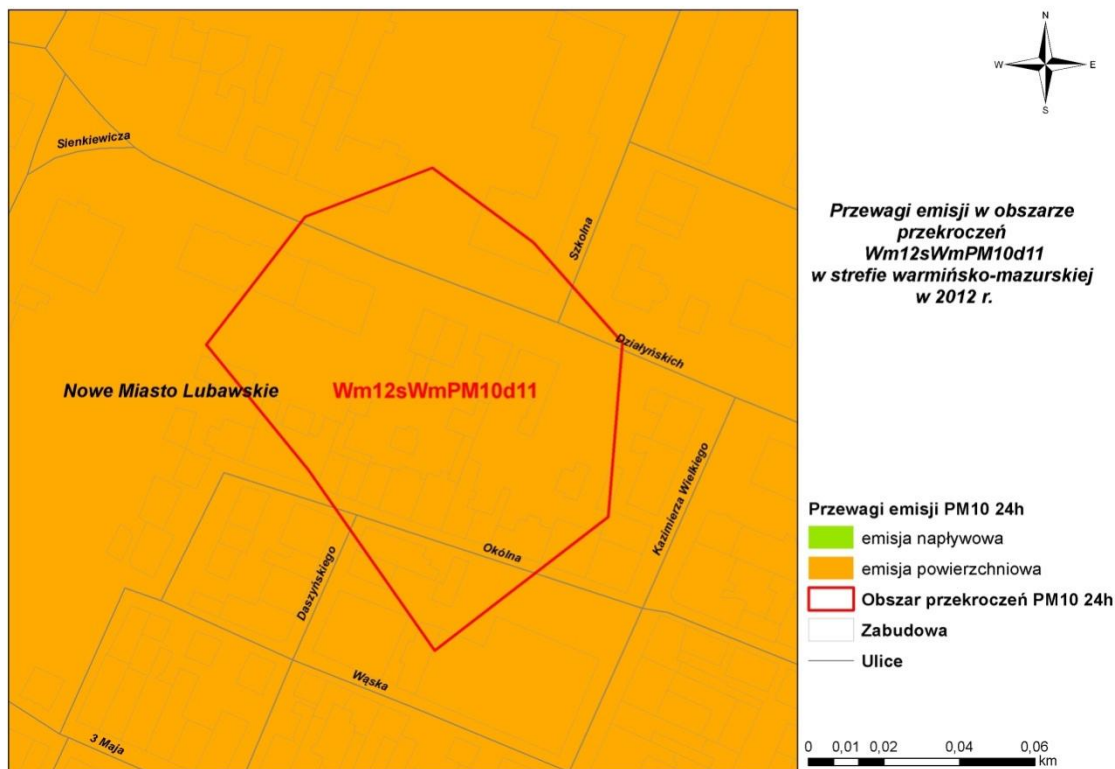 N
W
E
S
Sienkiewicza
Szkolna
Przewagi emisji w obszarze
przekroczeń
Wm12sWmPM10d11
w strefie warmińsko-mazurskiej
w 2012 r.
Działyńskich
Nowe Miasto Lubawskie
Wm12sWmPM10d11
Kazimierza Wielkiego
Okólna
Daszyńskiego
Wąska
3 Maja
Przewagi emisji PM10 24h
emisja napływowa
emisja powierzchniowa
Obszar przekroczeń PM10 24h
Zabudowa
Ulice
0 0,01 0,02 0,04 0,06
km